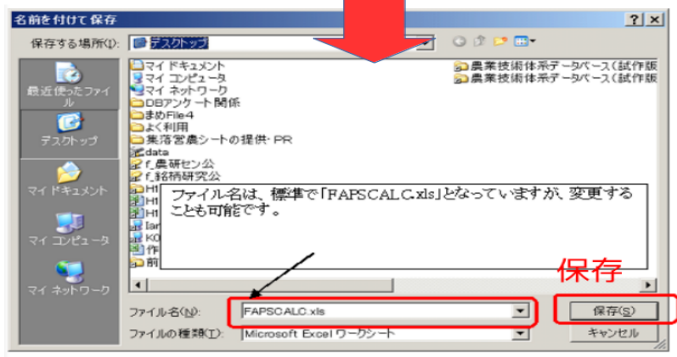 名前を付けて保存
保存する場所(I):
デスクトップ
最近使ったファイル
デスクトップ
マイ ドキュメント
マイ コンピュータ
マイ ネットワーク
マイ ドキュメント
マイ コンピュータ
マイ ネットワーク
DBアンケート関係
まめFile4
よく利用
集落営農シートの提供・PR
data
f_農研セン公
f_銘柄研究公
農業技術体系データベース(試作版
農業技術体系データベース(試作版
ファイル名は、標準で「FAPSCALC.xls」となっていますが、変更する
ことも可能です。
保存
ファイル名(N):
FAPSCALC.xls
保存(S)
ファイルの種類(T):
Microsoft Excel ワークシート
キャンセル